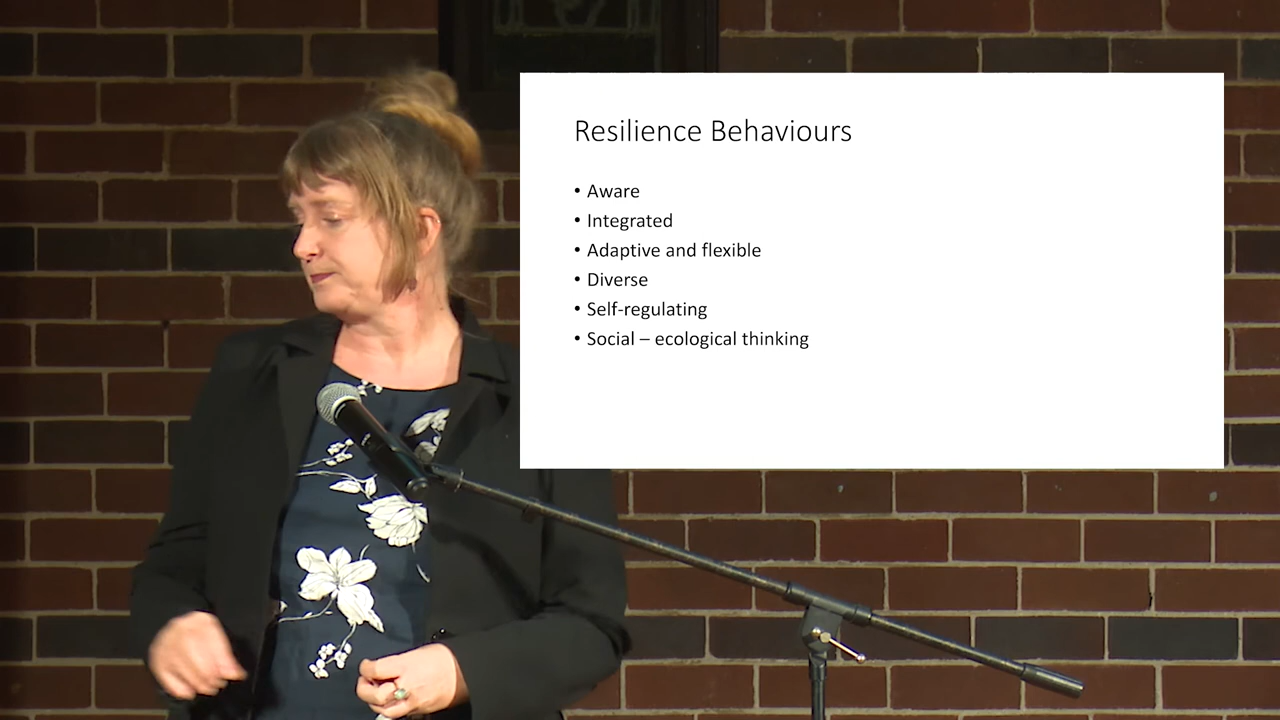 Resilience Behaviours
• Aware
• Integrated
• Adaptive and flexible
• Diverse
• Self-regulating
• Social – ecological thinking